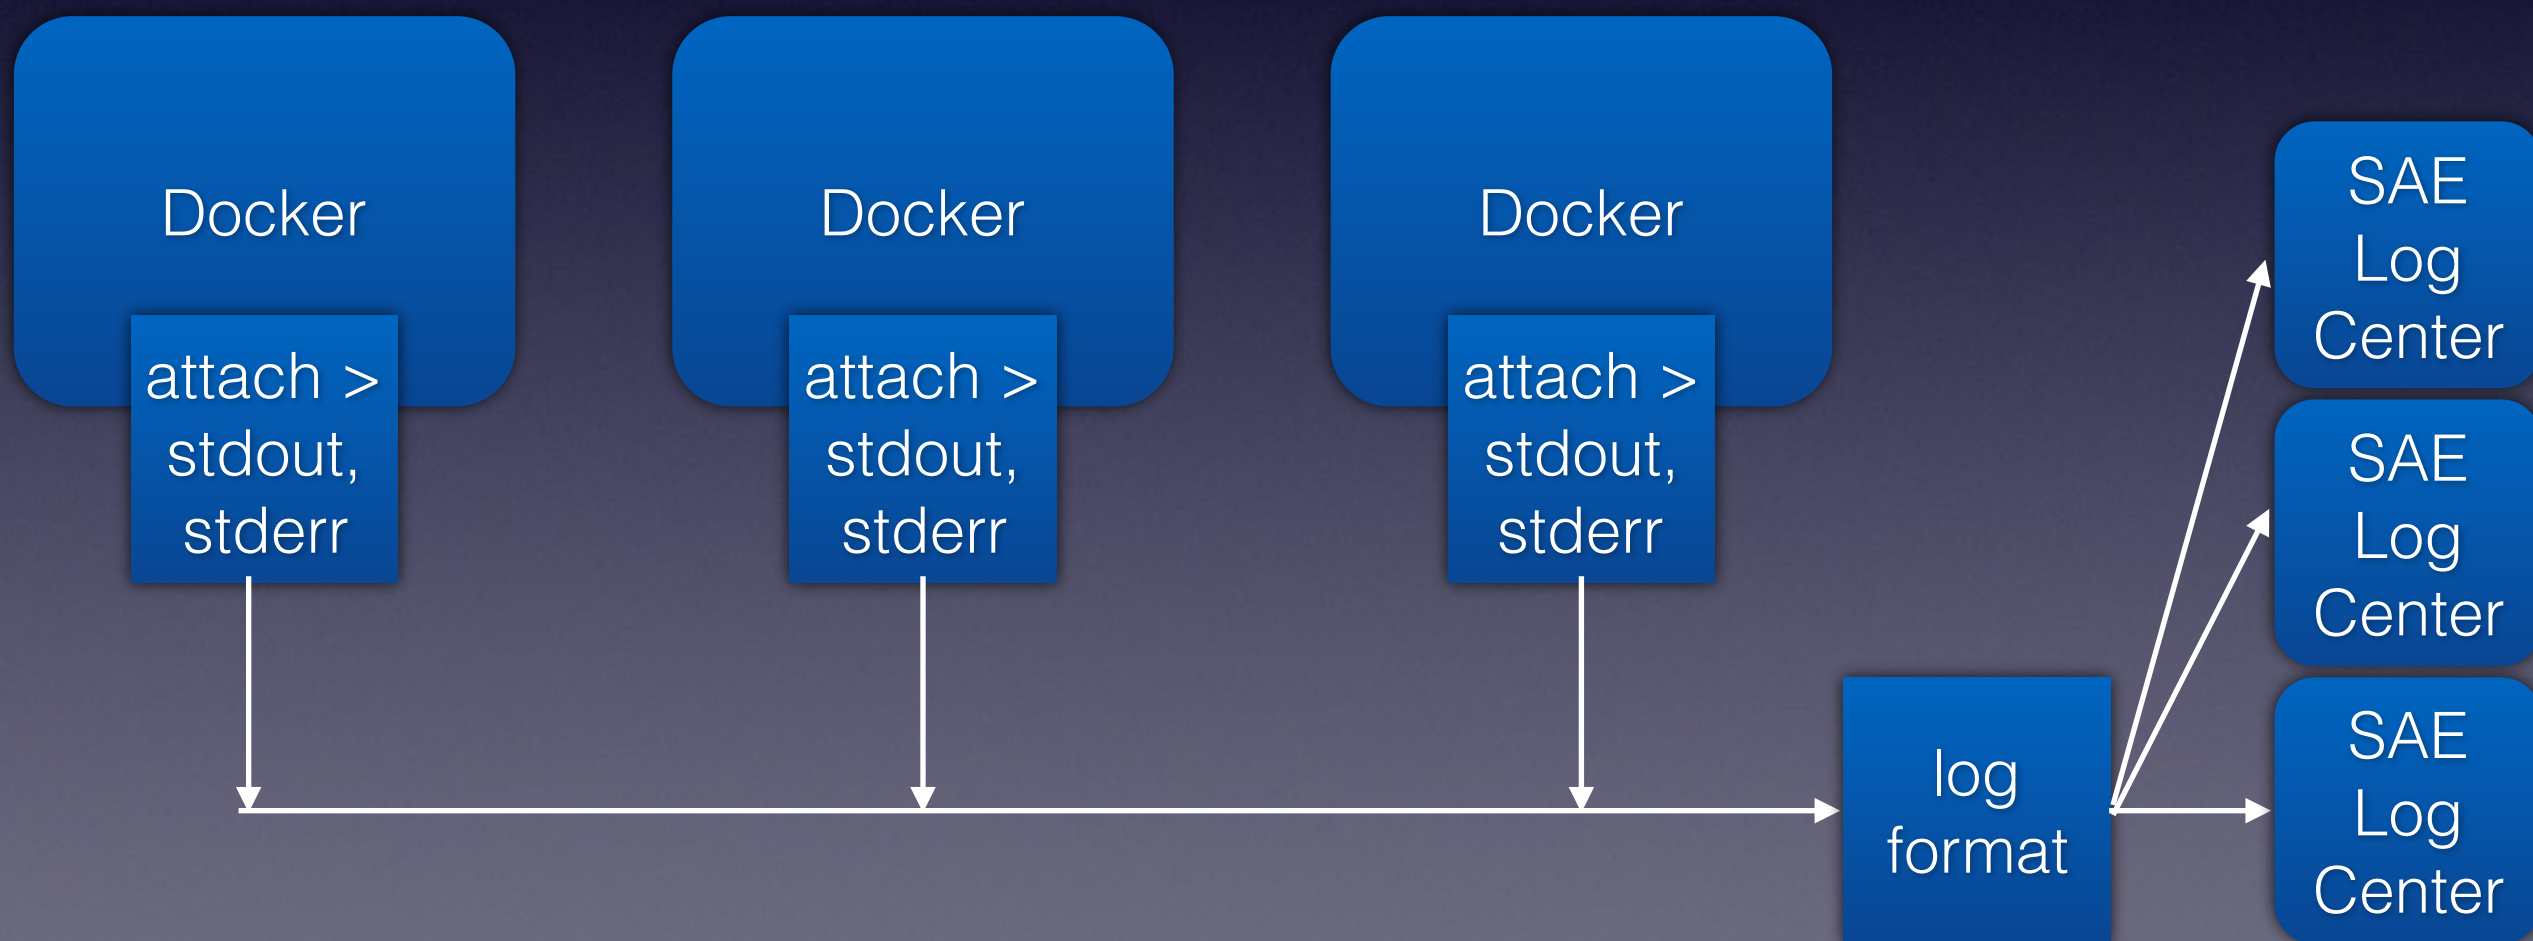 Docker
attach >
stdout,
stderr
Docker
attach >
stdout,
stderr
Docker
attach >
stdout,
stderr
log
format
SAE
Log
Center
SAE
Log
Center
SAE
Log
Center